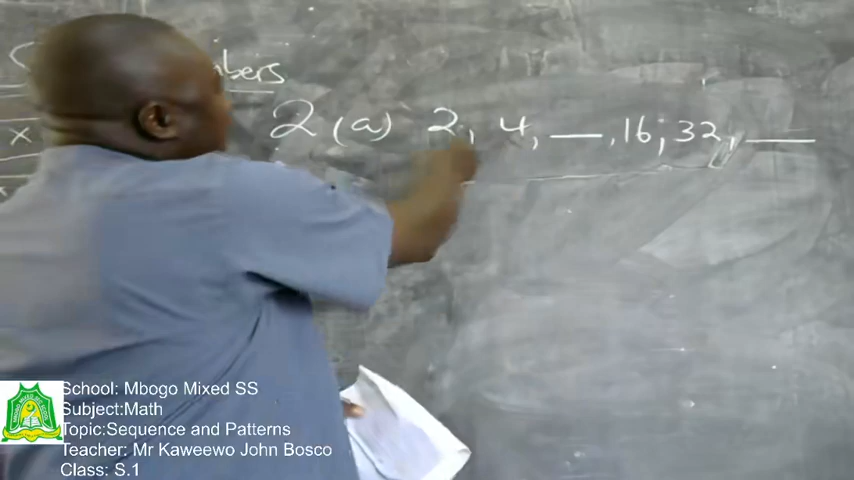 bers
2 (a) 2, 4, __, 16, 32, __
x
x
School: Mbogo Mixed SS
Subject:Math
Topic:Sequence and Patterns
Teacher: Mr Kaweewo John Bosco
Class: S.1